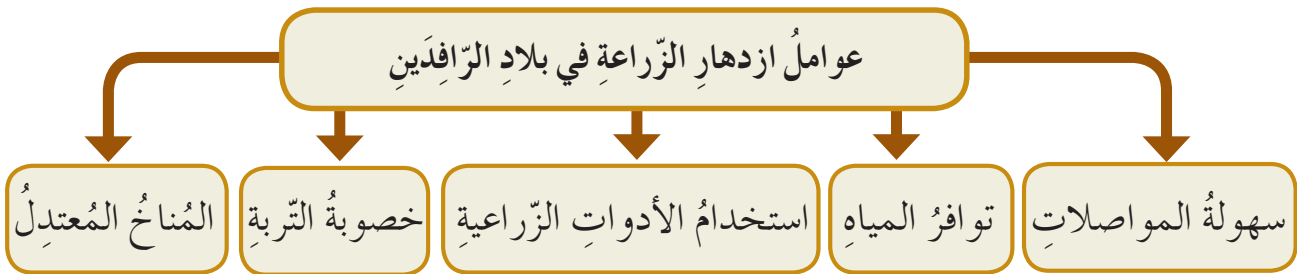 عواملُ ازدهارِ الزّراعةِ في بلادِ الرّافِدَينِ
سهولةُ المواصلاتِ
توافرُ المياهِ
استخدامُ الأدواتِ الزّراعيةِ
خصوبةُ التّربةِ
المُناخُ المُعتدِلُ